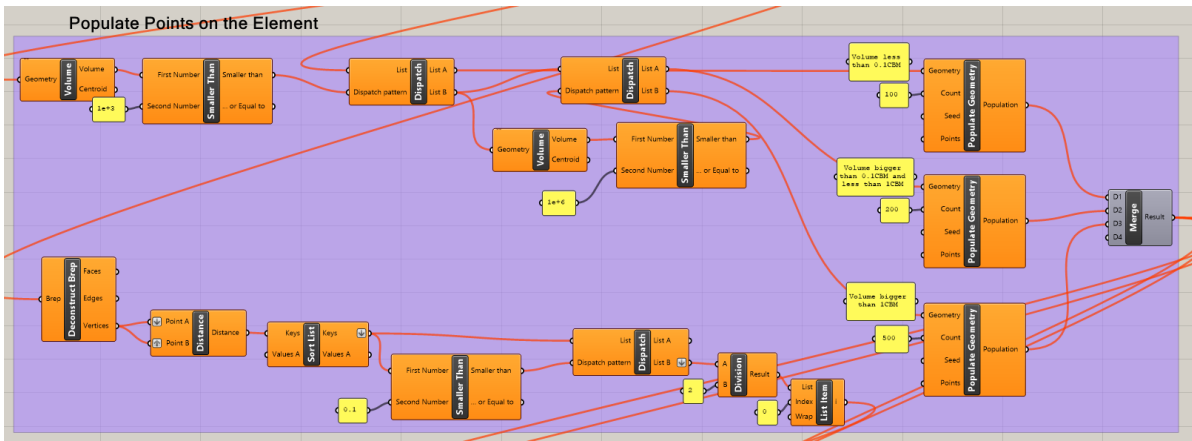 Populate Points on the Element
Geometry
Volume
Volume
Centroid
1e+3
First Number
Second Number
Smaller Than
Smaller than
... or Equal to
List
Dispatch pattern
Dispatch
List A
List B
List
Dispatch pattern
Dispatch
List A
List B
Geometry
Volume
Volume
Centroid
1e+6
First Number
Second Number
Smaller Than
Smaller than
... or Equal to
Volume less
than 0.1CBM
100
Geometry
Count
Seed
Points
Populate Geometry
Population
Volume bigger
than 0.1CBM and
less than 1CBM
200
Geometry
Count
Seed
Points
Populate Geometry
Population
Volume bigger
than 1CBM
500
Geometry
Count
Seed
Points
Populate Geometry
Population
D1
D2
D3
D4
Merge
Result
Brep
Deconstruct Brep
Faces
Edges
Vertices
Point A
Point B
Distance
Distance
Keys
Values A
Sort List
Keys
Values A
0.1
First Number
Second Number
Smaller Than
Smaller than
... or Equal to
List
Dispatch pattern
Dispatch
List A
List B
2
A
B
Division
Result
0
List
Index
Wrap
List Item
i